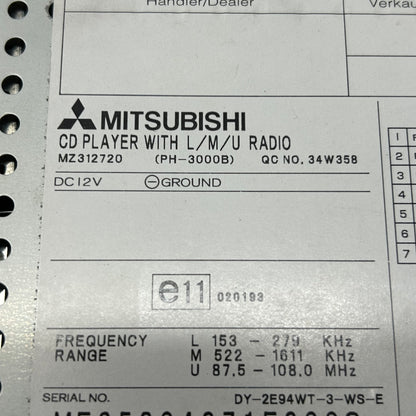 Händler/Dealer
MITSUBISHI
CD PLAYER WITH L/M/U RADIO
MZ312720 (PH-3000B) QC NO. 34W358
DC12V ⊖GROUND
1
2
3
4
5
6
7
e11 020193
FREQUENCY L 153 - 279 KHz
RANGE M 522 - 1611 KHz
U 87.5 - 108.0 MHz
SERIAL NO. DY-2E94WT-3-WS-E